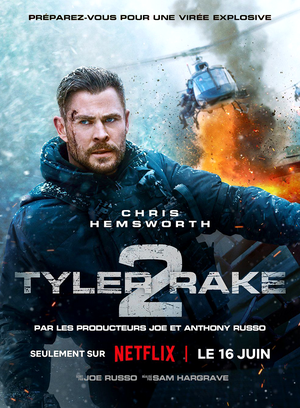 PRÉPAREZ-VOUS POUR UNE VIRÉE EXPLOSIVE
CHRIS
HEMSWORTH
TYLER RAKE
2
PAR LES PRODUCTEURS JOE ET ANTHONY RUSSO
SEULEMENT SUR NETFLIX | LE 16 JUIN
JOE RUSSO SAM HARGRAVE